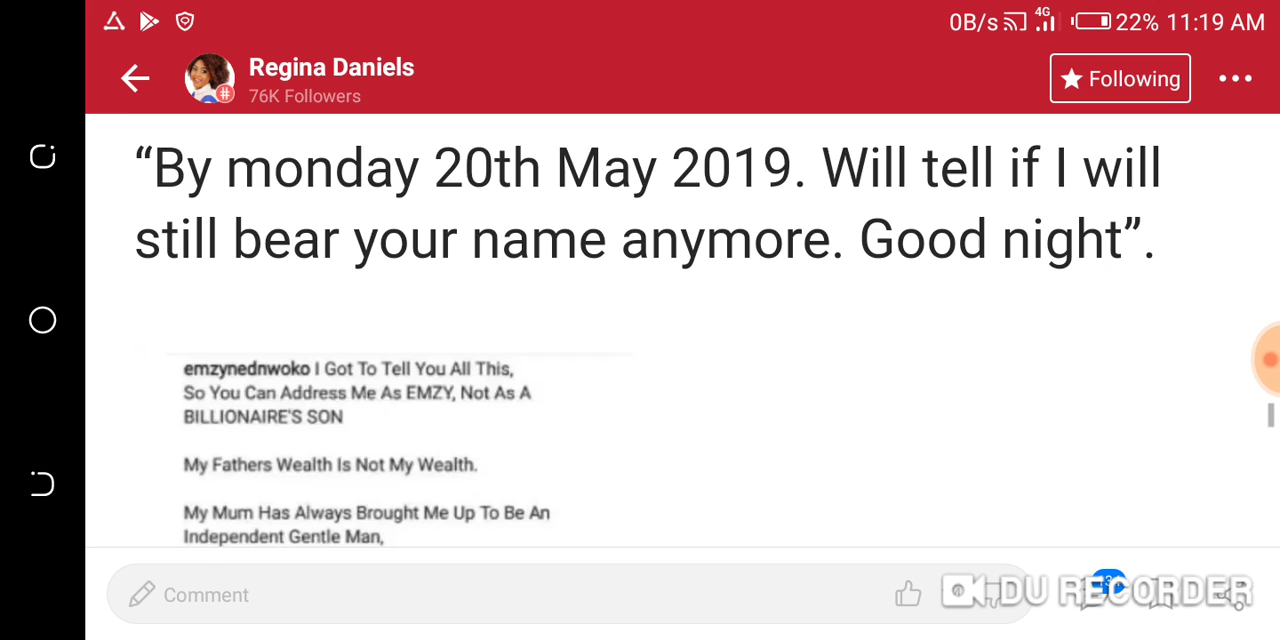 0B/s 4G 22% 11:19 AM
Regina Daniels
76K Followers
Following
“By monday 20th May 2019. Will tell if I will
still bear your name anymore. Good night”.
emzynednwoko I Got To Tell You All This,
So You Can Address Me As EMZY, Not As A
BILLIONAIRE'S SON
My Fathers Wealth Is Not My Wealth.
My Mum Has Always Brought Me Up To Be An
Independent Gentle Man,
Comment
DU RECORDER